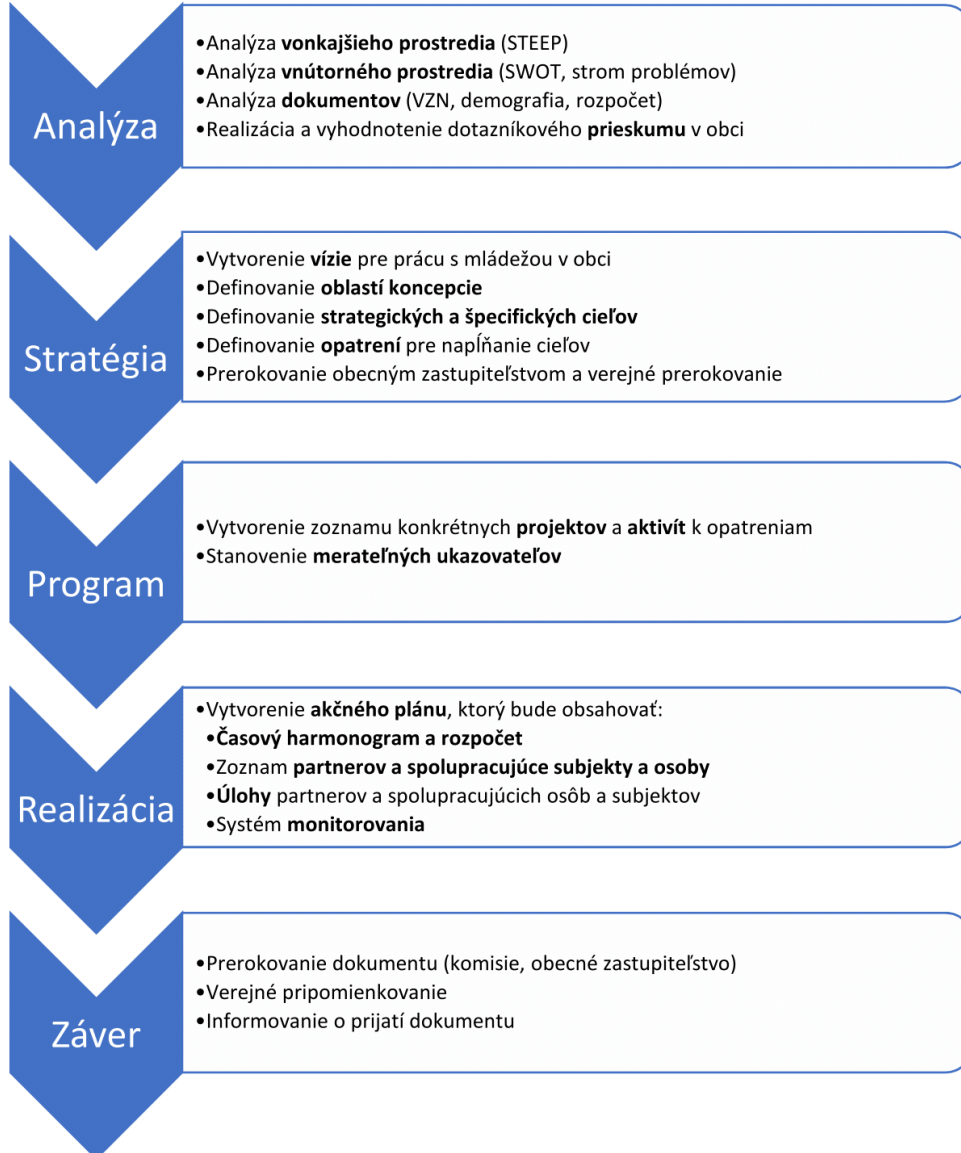 Analýza
•Analýza vonkajšieho prostredia (STEEP)
•Analýza vnútorného prostredia (SWOT, strom problémov)
•Analýza dokumentov (VZN, demografia, rozpočet)
•Realizácia a vyhodnotenie dotazníkového prieskumu v obci
Stratégia
•Vytvorenie vízie pre prácu s mládežou v obci
•Definovanie oblastí koncepcie
•Definovanie strategických a špecifických cieľov
•Definovanie opatrení pre napĺňanie cieľov
•Prerokovanie obecným zastupiteľstvom a verejné prerokovanie
Program
•Vytvorenie zoznamu konkrétnych projektov a aktivít k opatreniam
•Stanovenie merateľných ukazovateľov
Realizácia
•Vytvorenie akčného plánu, ktorý bude obsahovať:
•Časový harmonogram a rozpočet
•Zoznam partnerov a spolupracujúce subjekty a osoby
•Úlohy partnerov a spolupracujúcich osôb a subjektov
•Systém monitorovania
Záver
•Prerokovanie dokumentu (komisie, obecné zastupiteľstvo)
•Verejné pripomienkovanie
•Informovanie o prijatí dokumentu